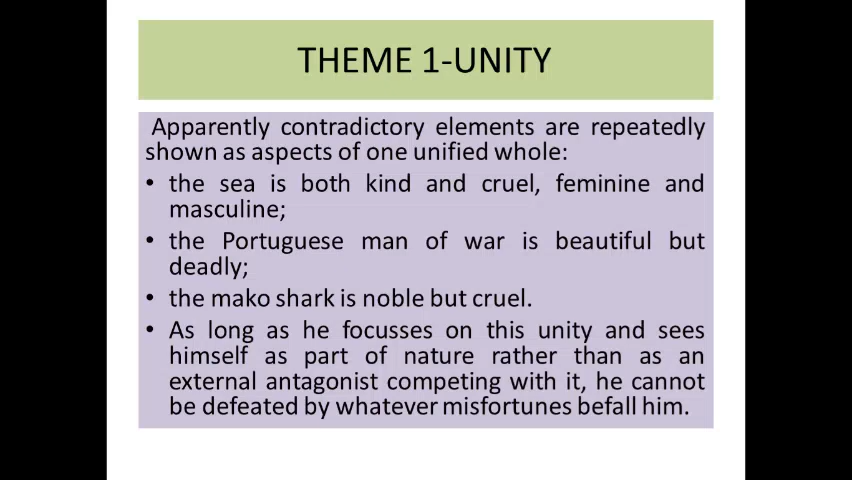 THEME 1-UNITY
Apparently contradictory elements are repeatedly
shown as aspects of one unified whole:
• the sea is both kind and cruel, feminine and
masculine;
• the Portuguese man of war is beautiful but
deadly;
• the mako shark is noble but cruel.
• As long as he focusses on this unity and sees
himself as part of nature rather than as an
external antagonist competing with it, he cannot
be defeated by whatever misfortunes befall him.